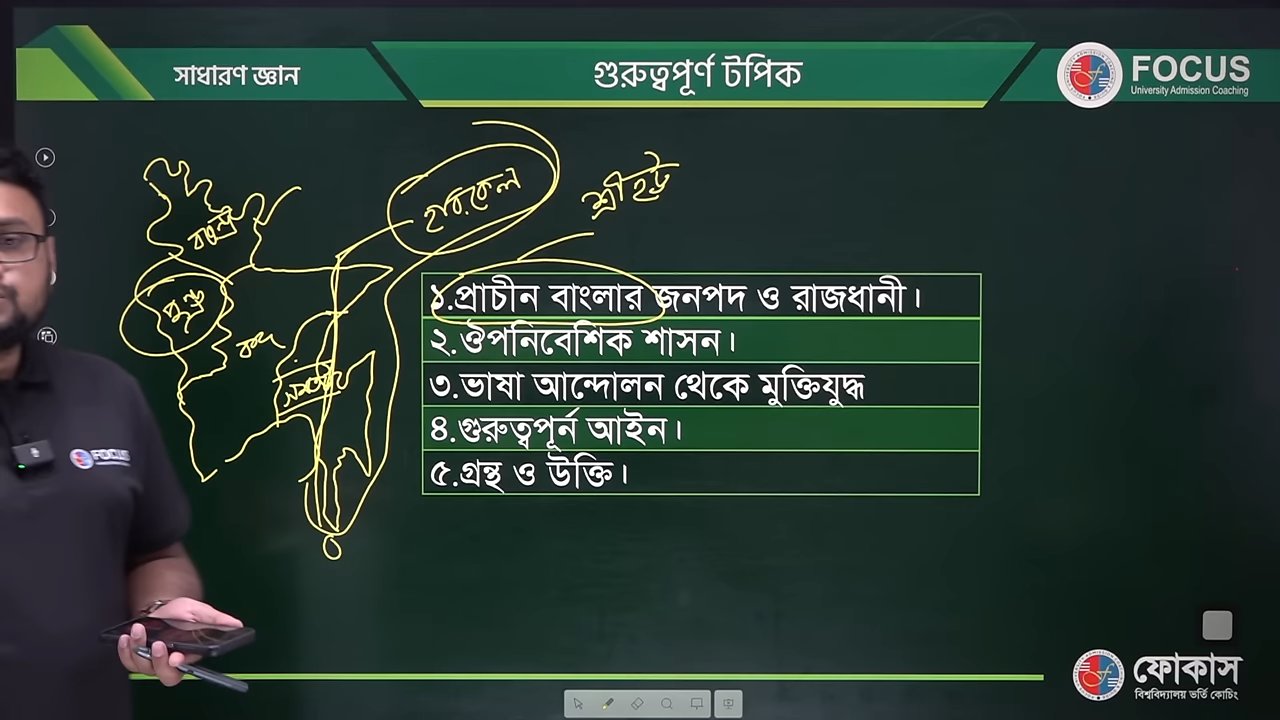 সাধারণ জ্ঞান
গুরুত্বপূর্ণ টপিক
FOCUS
University Admission Coaching
হরিকেল
শ্রীহট্ট
বরেন্দ্র
পুণ্ড্র
সমতট
১.প্রাচীন বাংলার জনপদ ও রাজধানী।
২.ঔপনিবেশিক শাসন।
৩.ভাষা আন্দোলন থেকে মুক্তিযুদ্ধ
৪.গুরুত্বপূর্ন আইন।
৫.গ্রন্থ ও উক্তি।
FOCUS
ফোকাস
বিশ্ববিদ্যালয় ভর্তি কোচিং